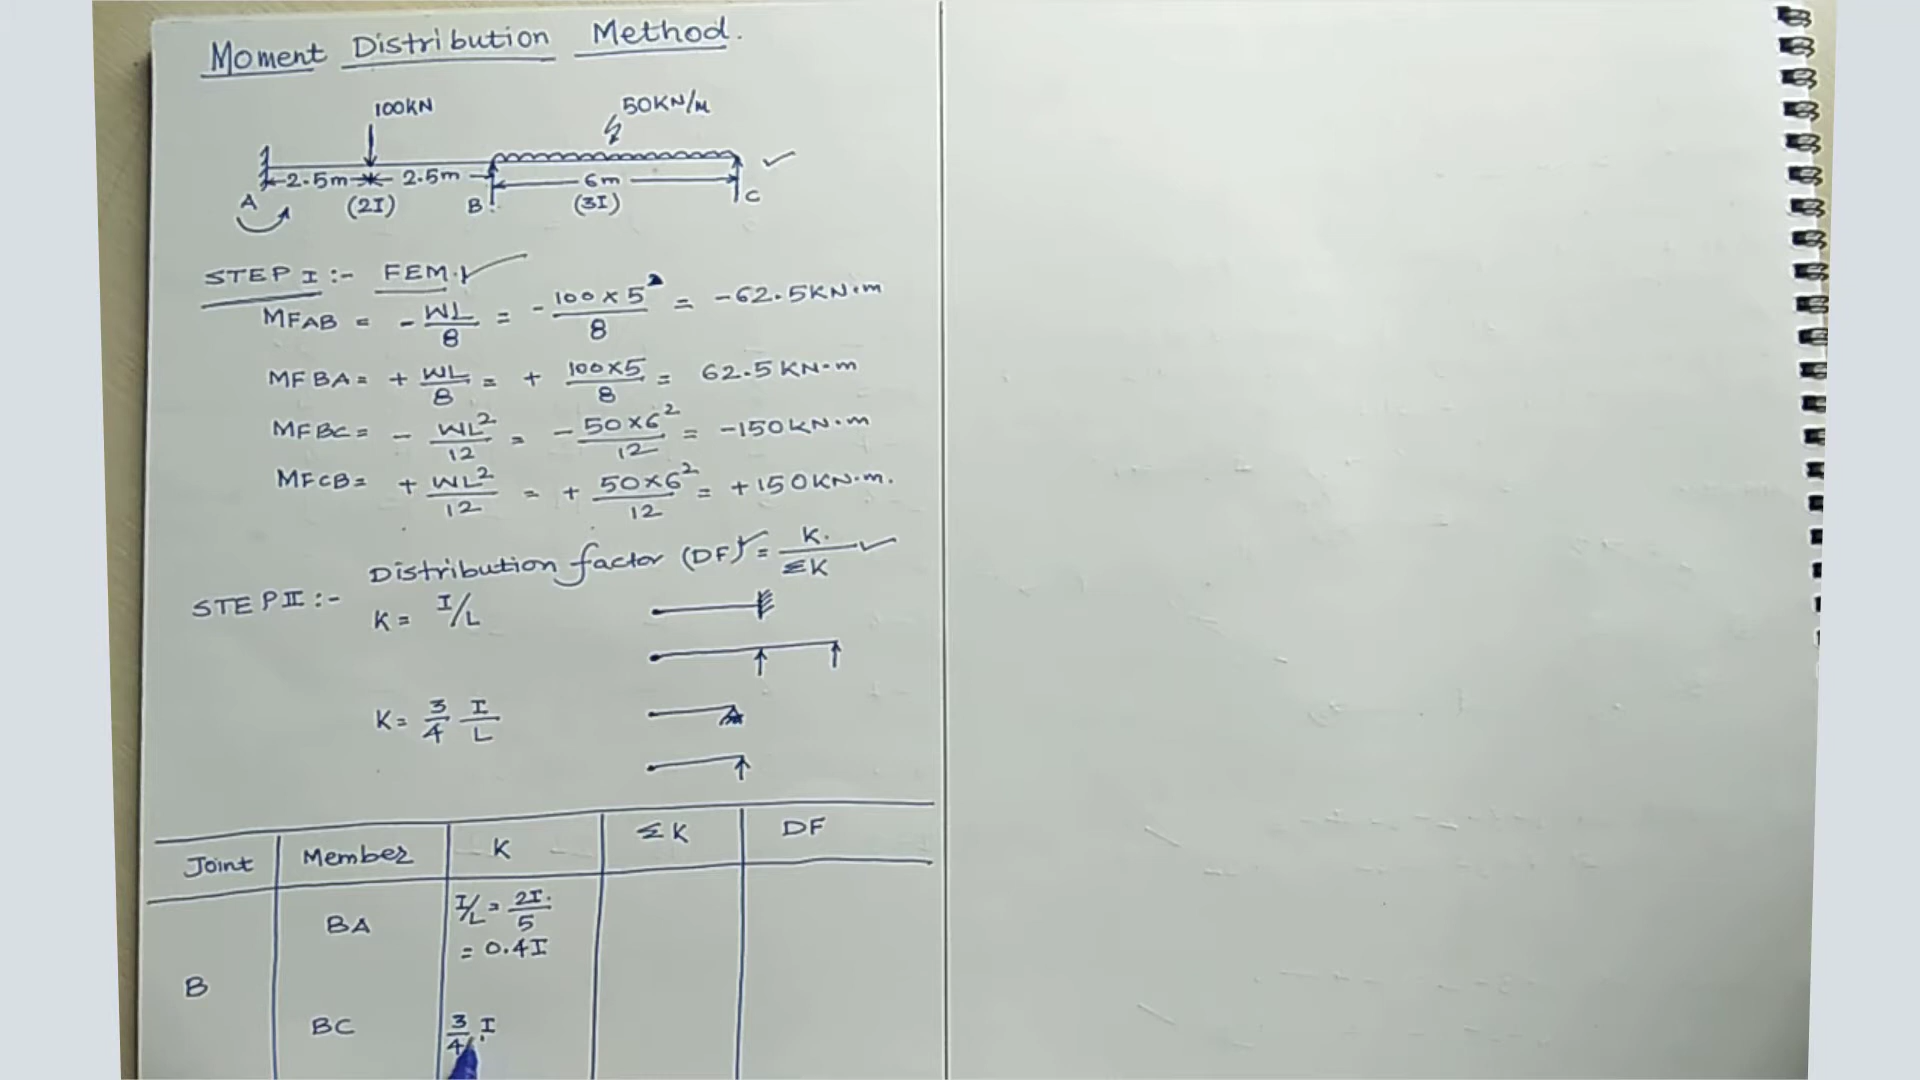 Moment Distribution Method.
100KN 50KN/M
2.5m 2.5m 6m
A (2I) B (3I) C
STEP I :- FEM.
MFAB = - WL/8 = - 100 x 5/8 = -62.5KN.m
MFBA = + WL/8 = + 100x5/8 = 62.5 KN.m
MFBC = - WL²/12 = - 50x6²/12 = -150KN.m
MFCB = + WL²/12 = + 50x6²/12 = +150KN.m.
Distribution factor (DF) = K./ΣK
STEP II :- K = I/L
K = 3/4 I/L
Joint Member K ΣK DF
BA I/L = 2I./5
= 0.4I
B
BC 3/4 I